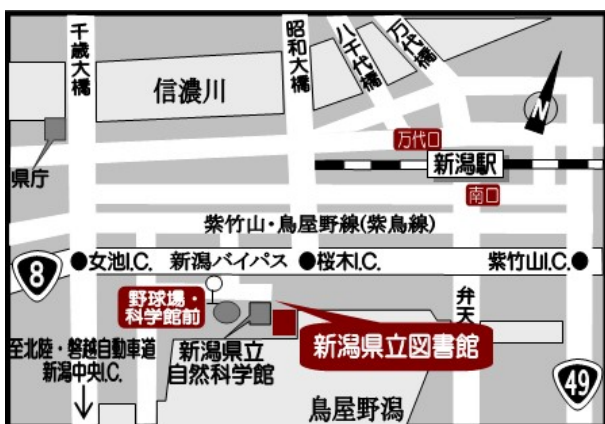 千歳大橋
昭和大橋
八千代橋
万代橋
信濃川
N
県庁
万代口
新潟駅
南口
紫竹山・鳥屋野線(紫鳥線)
8
●女池I.C.
新潟バイパス
●桜木I.C.
紫竹山I.C.●
野球場・
科学館前
弁天
新潟県立図書館
至北陸・磐越自動車道
新潟中央I.C.
新潟県立
自然科学館
鳥屋野潟
49